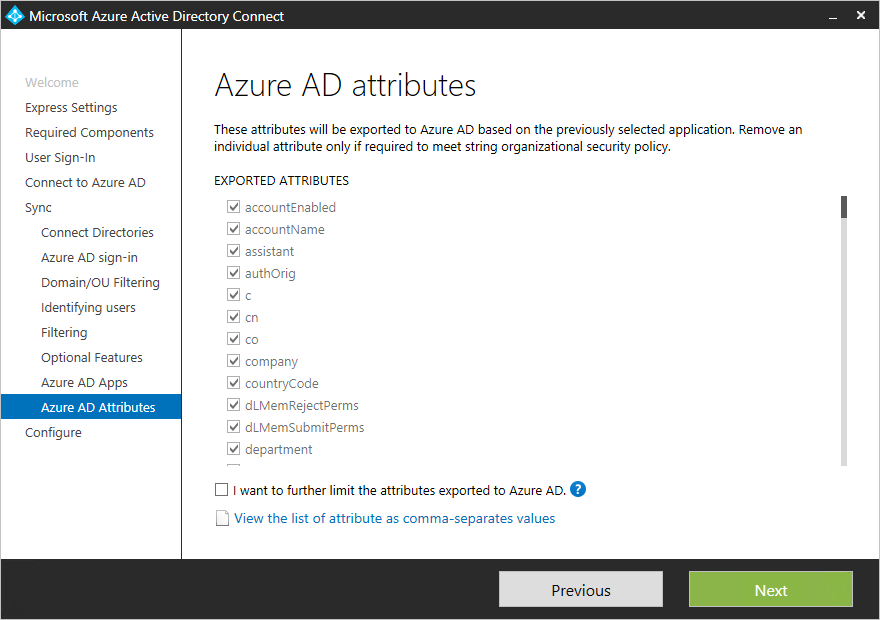 Microsoft Azure Active Directory Connect
Welcome
Express Settings
Required Components
User Sign-In
Connect to Azure AD
Sync
Connect Directories
Azure AD sign-in
Domain/OU Filtering
Identifying users
Filtering
Optional Features
Azure AD Apps
Azure AD Attributes
Configure
Azure AD attributes
These attributes will be exported to Azure AD based on the previously selected application. Remove an
individual attribute only if required to meet string organizational security policy.
EXPORTED ATTRIBUTES
accountEnabled
accountName
assistant
authOrig
c
cn
co
company
countryCode
dLMemRejectPerms
dLMemSubmitPerms
department
I want to further limit the attributes exported to Azure AD. ?
View the list of attribute as comma-separates values
Previous
Next